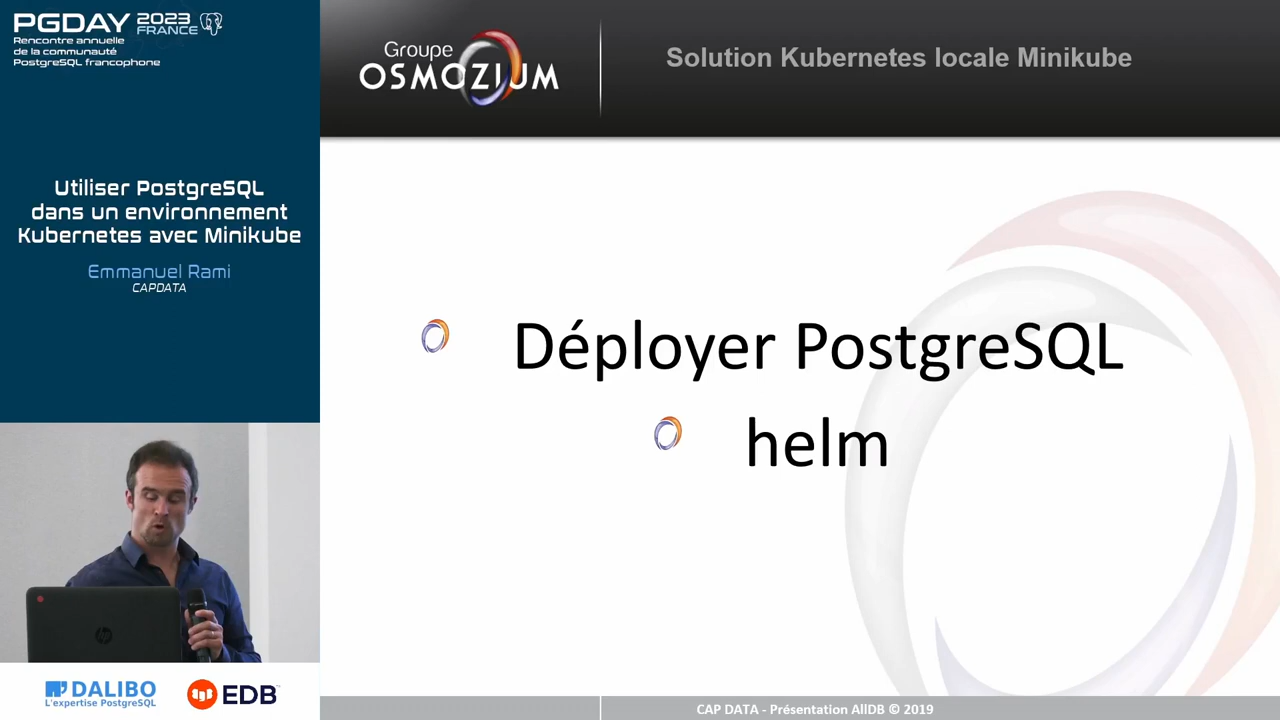 PGDAY 2023 FRANCE
Rencontre annuelle
de la communauté
PostgreSQL francophone
Utiliser PostgreSQL
dans un environnement
Kubernetes avec Minikube
Emmanuel Rami
CAPDATA
hp
DALIBO
L'expertise PostgreSQL
EDB
Groupe
OSMOZIUM
Solution Kubernetes locale Minikube
Déployer PostgreSQL
helm
CAP DATA - Présentation AllDB © 2019